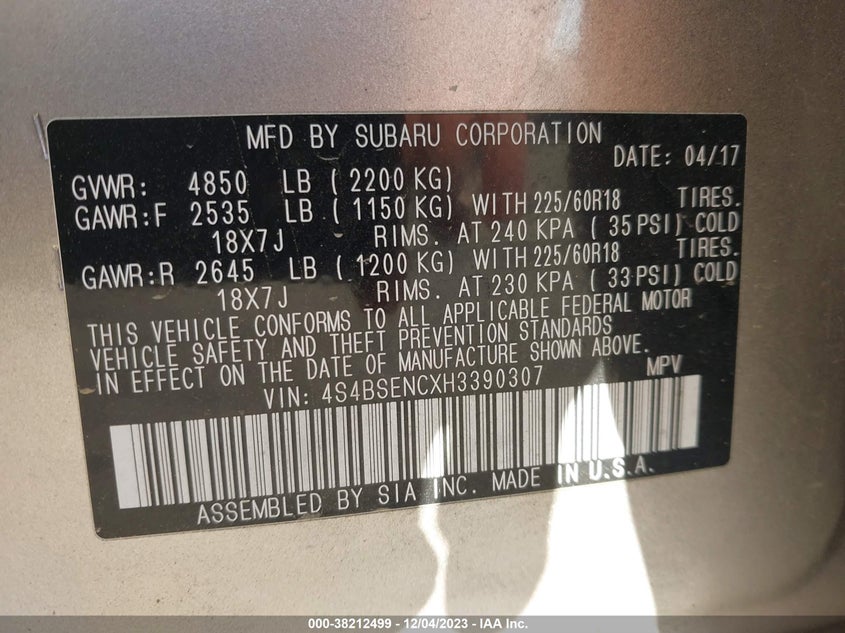 MFD BY SUBARU CORPORATION
DATE: 04/17
GVWR: 4850 LB ( 2200 KG)
GAWR:F 2535 LB ( 1150 KG) WITH 225/60R18 TIRES.
18X7J RIMS. AT 240 KPA ( 35 PSI) COLD
GAWR:R 2645 LB ( 1200 KG) WITH 225/60R18 TIRES.
18X7J RIMS. AT 230 KPA ( 33 PSI) COLD
THIS VEHICLE CONFORMS TO ALL APPLICABLE FEDERAL MOTOR
VEHICLE SAFETY AND THEFT PREVENTION STANDARDS
IN EFFECT ON THE DATE OF MANUFACTURE SHOWN ABOVE.
VIN: 4S4BSENCXH3390307 MPV
ASSEMBLED BY SIA INC. MADE IN U.S.A.
000-38212499 - 12/04/2023 - IAA Inc.